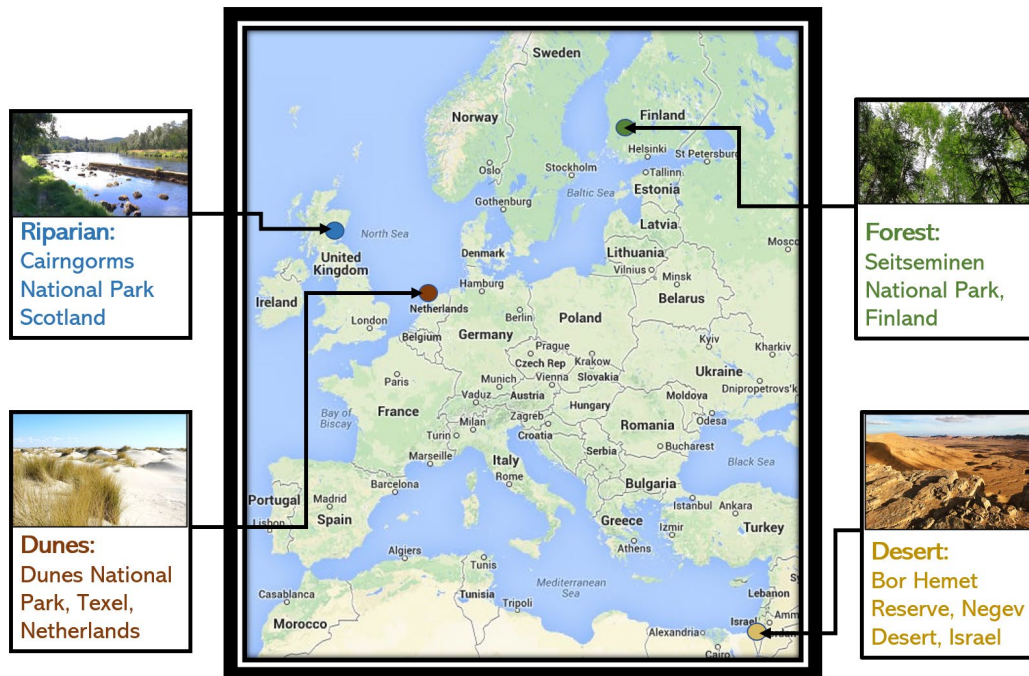 Riparian:
Cairngorms
National Park
Scotland
Dunes:
Dunes National
Park, Texel,
Netherlands
Sweden
Norway
Finland
Helsinki
St Petersburg
Oslo
Stockholm
Tallinn
Baltic Sea
Estonia
Gothenburg
Latvia
North Sea
Mosco
Denmark
Lithuania
United
Kingdom
Vilnius
Minsk
Hamburg
Belarus
Ireland
Netherlands
Berlin
Poland
London
Germany
Belgium
Prague
Kyiv
Kharkiv
Czech Rep
Krakow
Ukraine
Paris
Munich
Vienna
Slovakia
Dnipropetrovs'k
Vaduz
Austria
Moldova
France
Hungary
Bay of
Biscay
Zagreb
Odesa
Milan
Romania
Turin
Croatia
Bucharest
Serbia
Marseille
Italy
Black Sea
Rome
Barcelona
Bulgaria
Portugal
Madrid
Istanbul
Ankara
Lisbon
Spain
Greece
Izmir
Turkey
Athens
Algiers
Tunis
Mediterranean
Sea
Sy
Casablanca
Tunisia
Lebanon
Tripoli
Morocco
Israel
Amm
Alexandria
Jordan
Cairo
Forest:
Seitseminen
National Park,
Finland
Desert:
Bor Hemet
Reserve, Negev
Desert, Israel